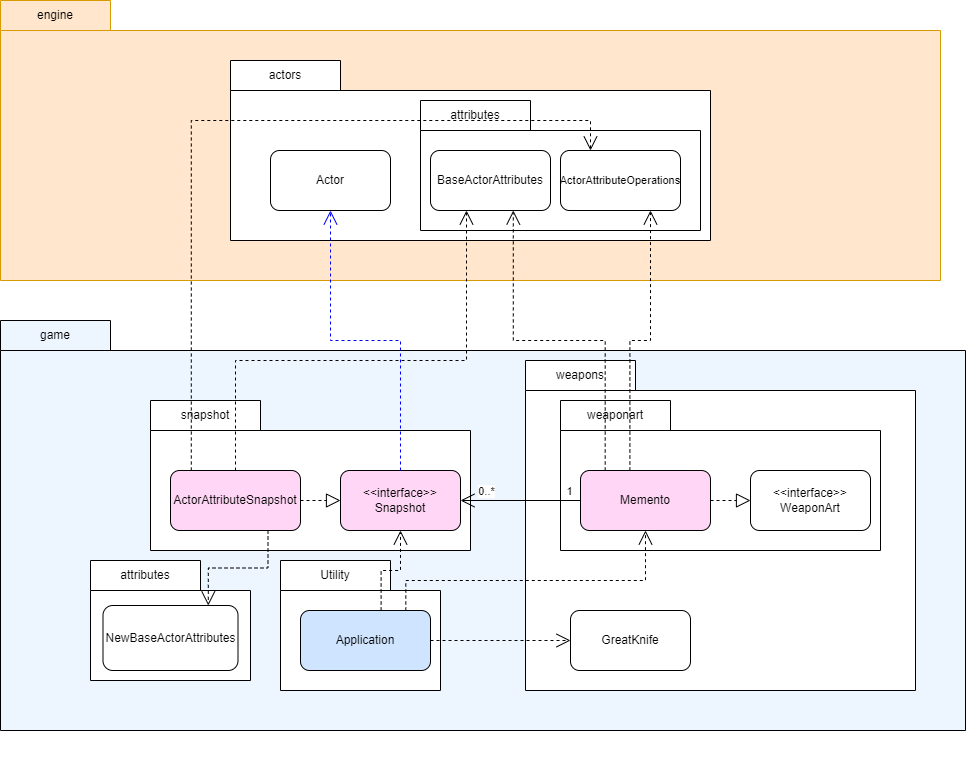 engine
actors
attributes
Actor
BaseActorAttributes
ActorAttributeOperations
game
weapons
snapshot
weaponart
ActorAttributeSnapshot
<<interface>>
Snapshot
0..*
1
Memento
<<interface>>
WeaponArt
attributes
Utility
NewBaseActorAttributes
Application
GreatKnife